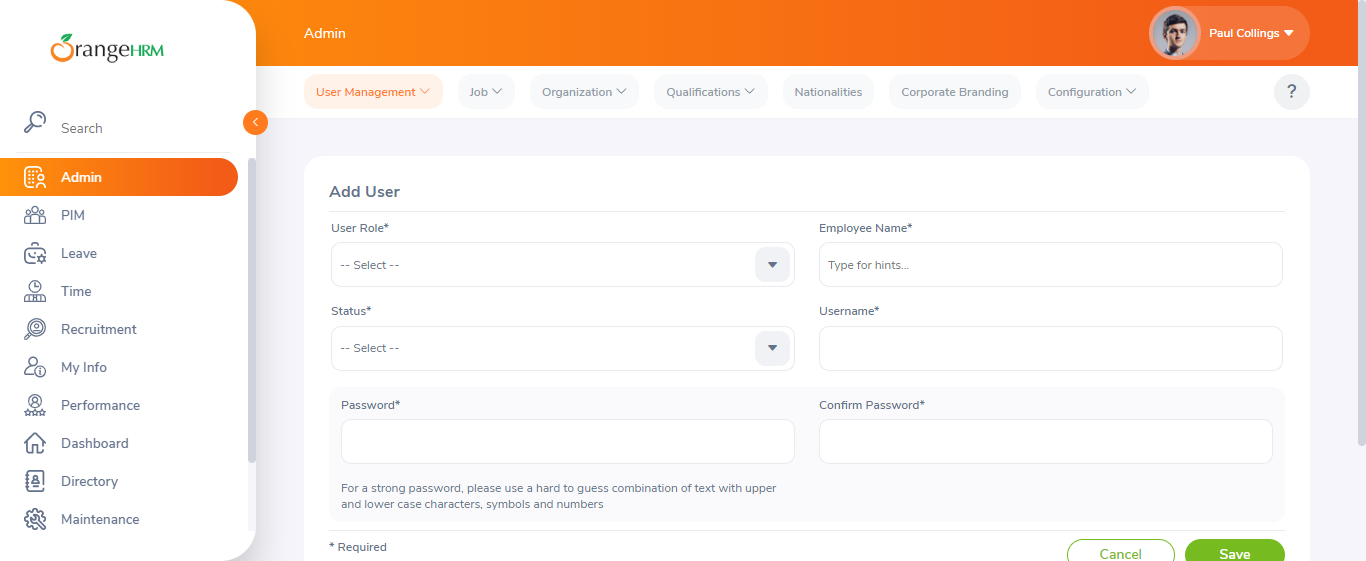 OrangeHRM
Search
Admin
PIM
Leave
Time
Recruitment
My Info
Performance
Dashboard
Directory
Maintenance
Admin
Paul Collings
User Management
Job
Organization
Qualifications
Nationalities
Corporate Branding
Configuration
?
Add User
User Role*
-- Select --
Employee Name*
Type for hints...
Status*
-- Select --
Username*
Password*
Confirm Password*
For a strong password, please use a hard to guess combination of text with upper
and lower case characters, symbols and numbers
* Required
Cancel
Save